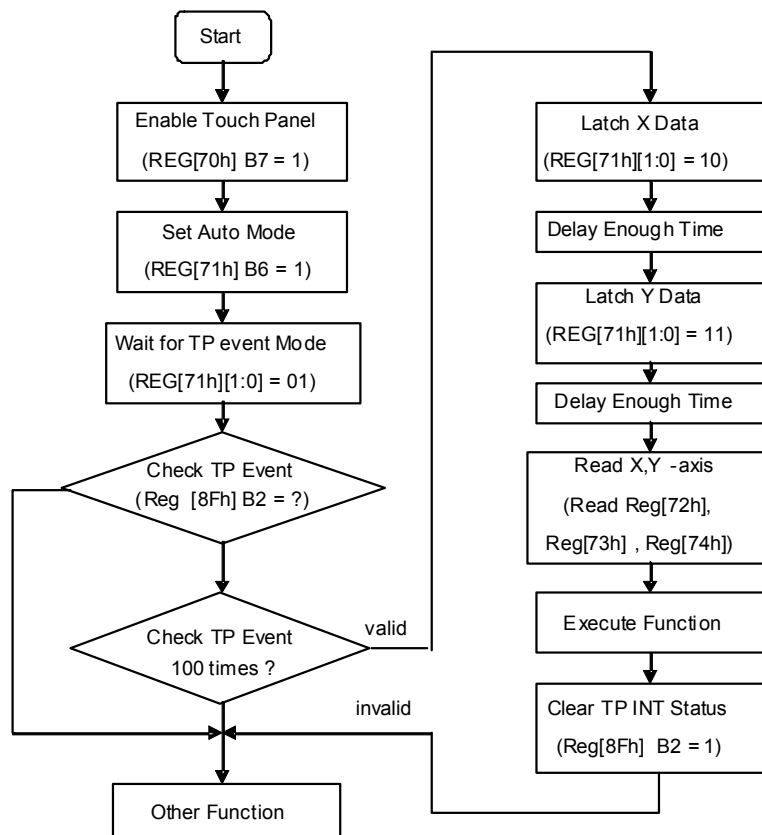 Start
Enable Touch Panel
(REG[70h] B7 = 1)
Set Auto Mode
(REG[71h] B6 = 1)
Wait for TP event Mode
(REG[71h][1:0] = 01)
Check TP Event
(Reg [8Fh] B2 = ?)
Check TP Event
100 times ?
valid
invalid
Other Function
Latch X Data
(REG[71h][1:0] = 10)
Delay Enough Time
Latch Y Data
(REG[71h][1:0] = 11)
Delay Enough Time
Read X,Y -axis
(Read Reg[72h],
Reg[73h] , Reg[74h])
Execute Function
Clear TP INT Status
(Reg[8Fh] B2 = 1)